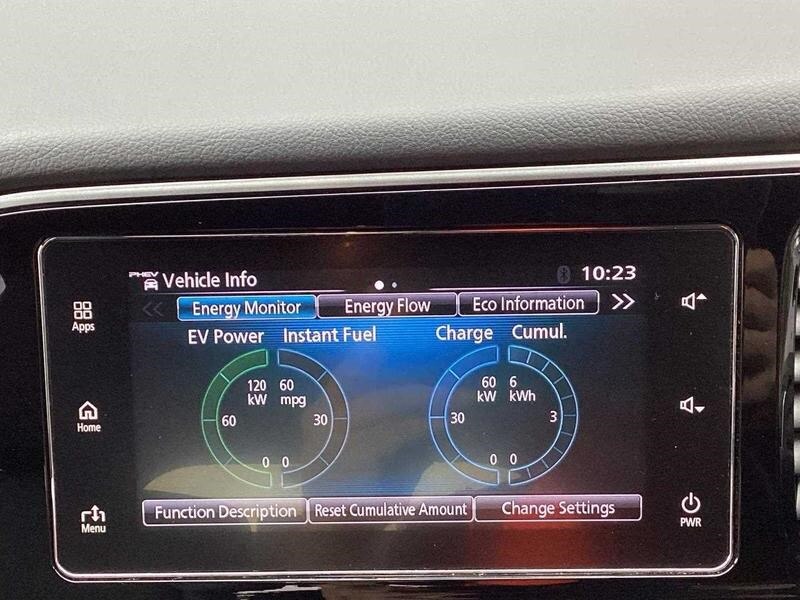 PHEV
Vehicle Info
10:23
<<
Energy Monitor
Energy Flow
Eco Information
>>
EV Power
Instant Fuel
Charge
Cumul.
120
kW
60
60
mpg
30
0
0
60
kW
30
6
kWh
3
0
0
Function Description
Reset Cumulative Amount
Change Settings
Apps
Home
Menu
PWR